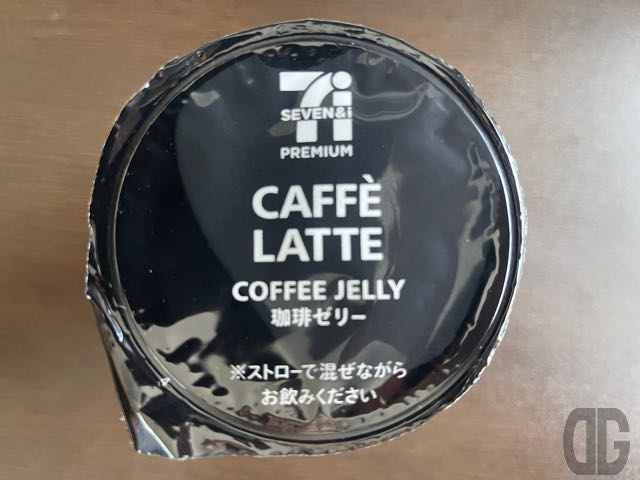 7i
SEVEN&i
PREMIUM
CAFFÈ
LATTE
COFFEE JELLY
珈琲ゼリー
※ストローで混ぜながら
お飲みください
DG